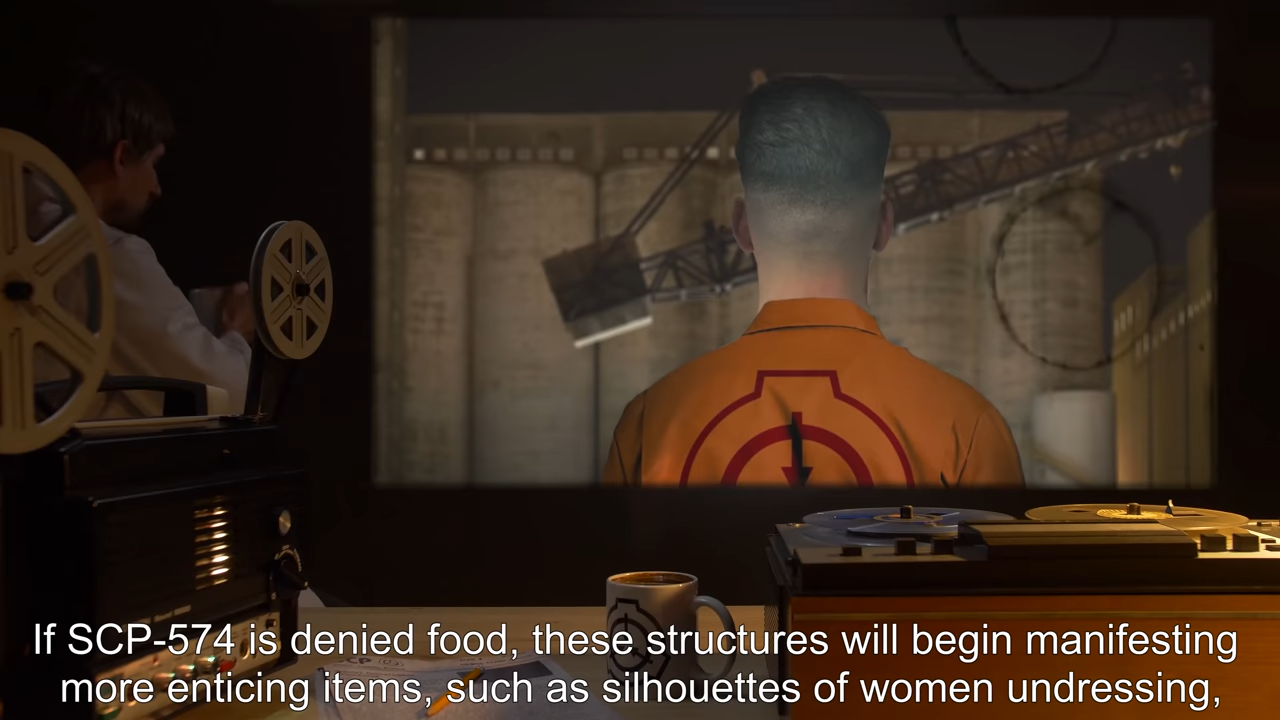 If SCP-574 is denied food, these structures will begin manifesting
more enticing items, such as silhouettes of women undressing,